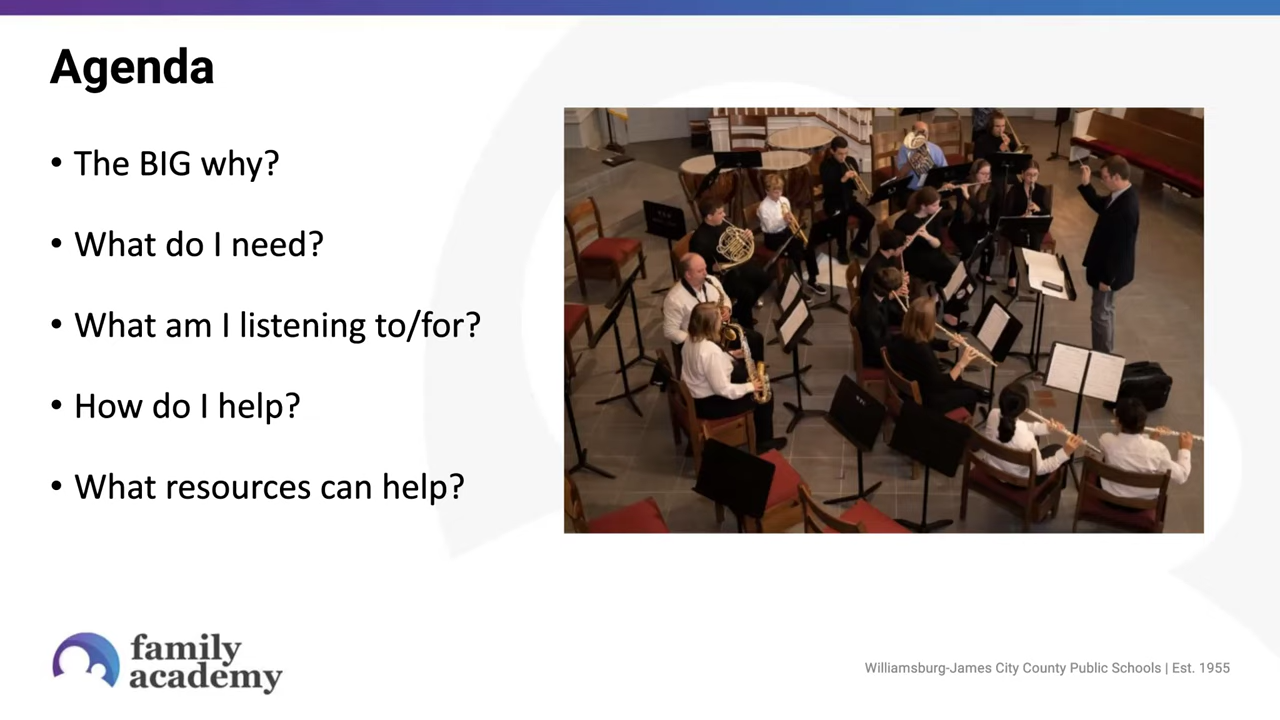 Agenda
• The BIG why?
• What do I need?
• What am I listening to/for?
• How do I help?
• What resources can help?
family
academy
Williamsburg-James City County Public Schools | Est. 1955